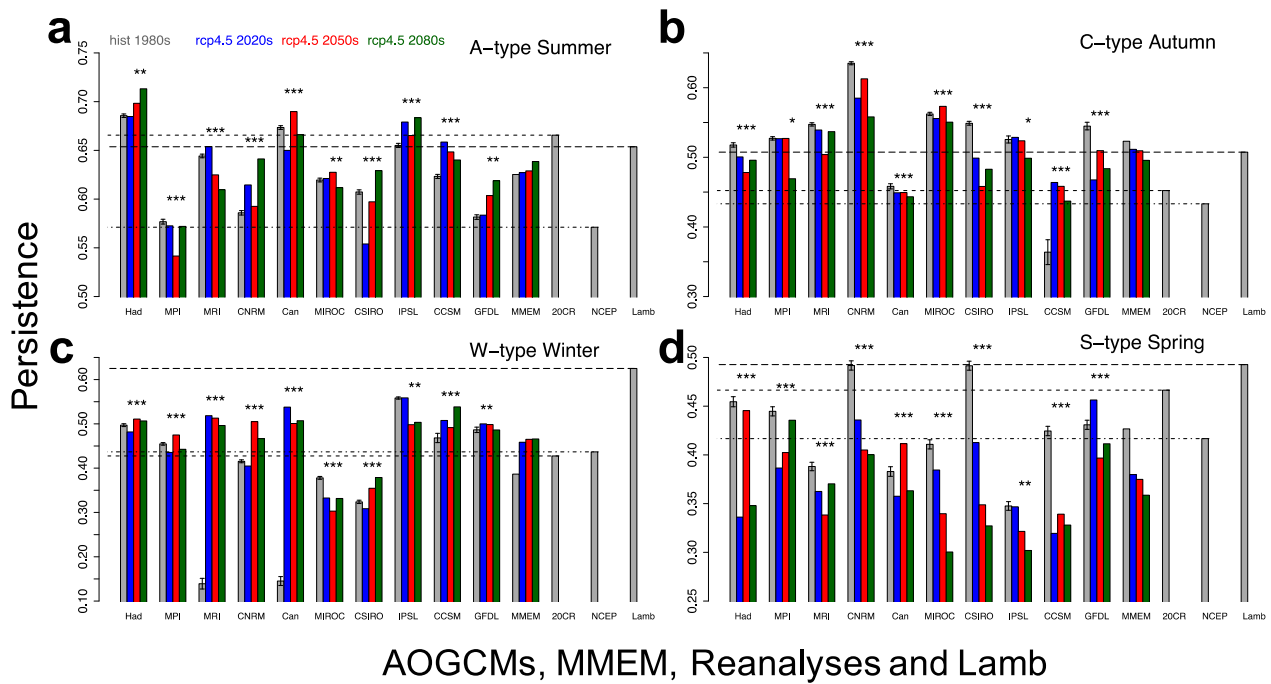 a
hist 1980s rcp4.5 2020s rcp4.5 2050s rcp4.5 2080s
A−type Summer
0.75
0.70
0.65
0.60
0.55
0.50
** *** *** *** ** *** *** *** **
*** 
Had MPI MRI CNRM Can MIROC CSIRO IPSL CCSM GFDL MMEM 20CR NCEP Lamb
b
C−type Autumn
0.60
0.50
0.40
0.30
*** * *** *** *** *** *** * *** ***
Had MPI MRI CNRM Can MIROC CSIRO IPSL CCSM GFDL MMEM 20CR NCEP Lamb
c
W−type Winter
0.60
0.50
0.40
0.30
0.20
0.10
*** *** *** *** *** *** *** ** *** **
Had MPI MRI CNRM Can MIROC CSIRO IPSL CCSM GFDL MMEM 20CR NCEP Lamb
d
S−type Spring
0.50
0.45
0.40
0.35
0.30
0.25
*** *** *** *** *** *** *** ** *** ***
Had MPI MRI CNRM Can MIROC CSIRO IPSL CCSM GFDL MMEM 20CR NCEP Lamb
Persistence
AOGCMs, MMEM, Reanalyses and Lamb